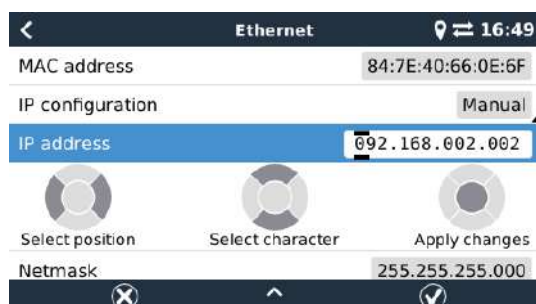 Ethernet 16:49
MAC address 84:7E:40:66:0E:6F
IP configuration Manual
IP address 092.168.002.002
Select position Select character Apply changes
Netmask 255.255.255.000